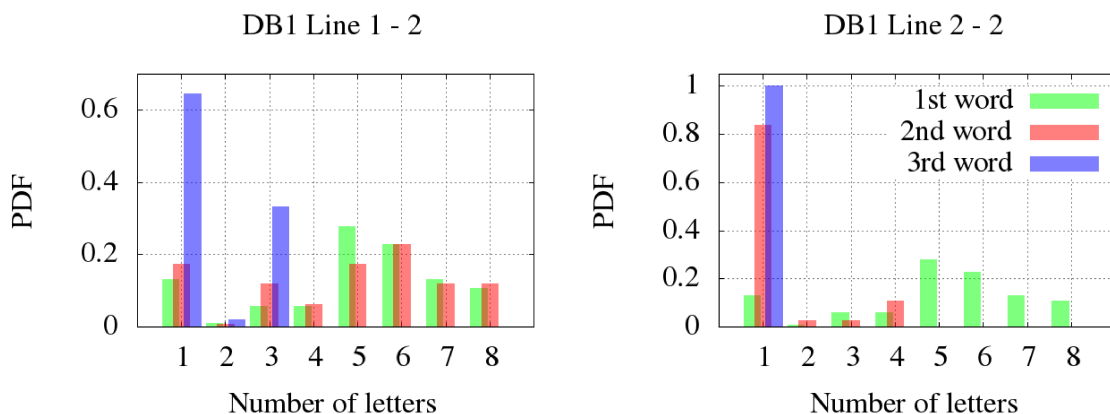 DB1 Line 1 - 2
PDF
0.6
0.4
0.2
0
1 2 3 4 5 6 7 8
Number of letters
DB1 Line 2 - 2
PDF
1
0.8
0.6
0.4
0.2
0
1st word
2nd word
3rd word
1 2 3 4 5 6 7 8
Number of letters